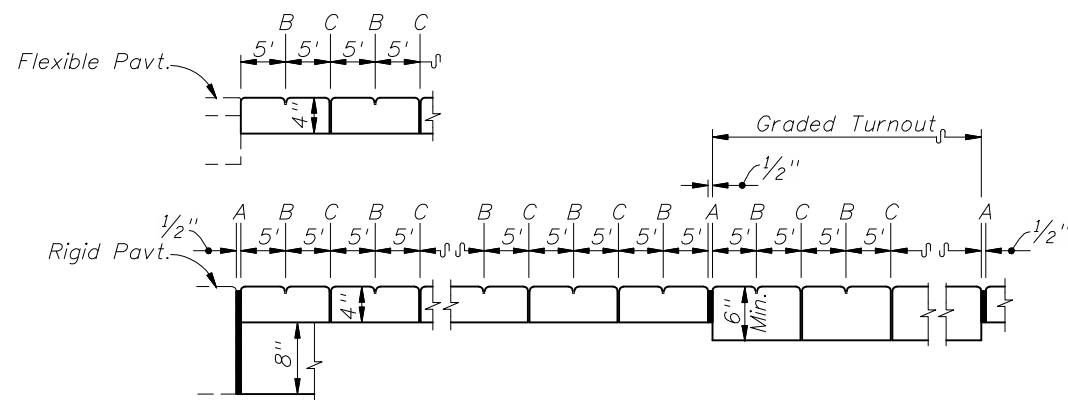 B C B C
5' 5' 5' 5'
Flexible Pavt.
4"
Graded Turnout
1/2"
1/2" A B C B C B C B C B A B C B C A
5' 5' 5' 5' 5' 5' 5' 5' 5' 5' 5' 5' 5' 1/2"
Rigid Pavt.
4" 6" Min.
8"